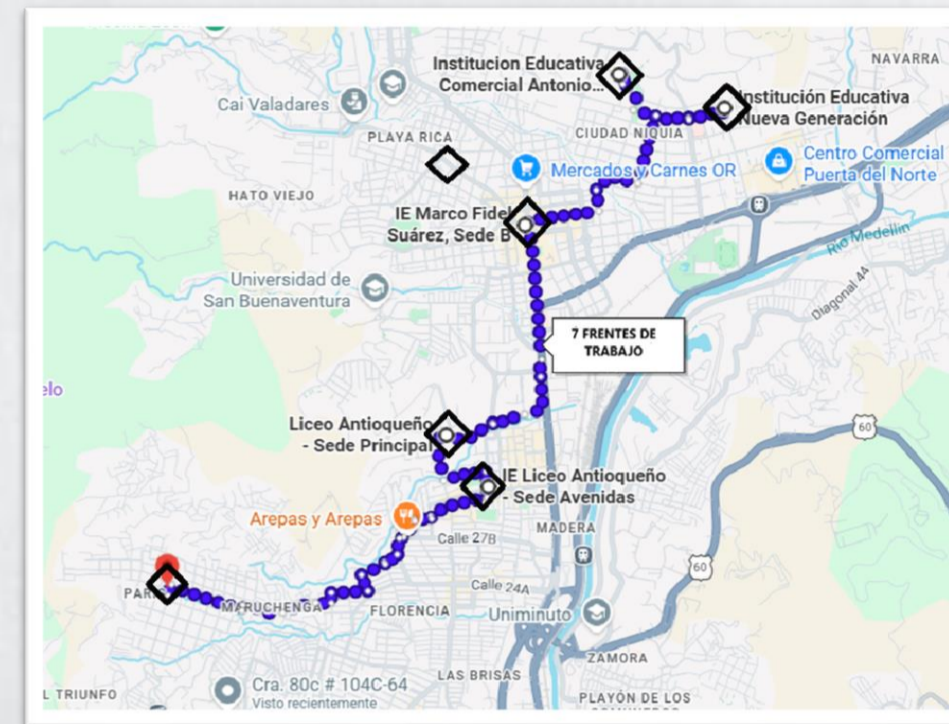 NAVARRA
Institucion Educativa
Comercial Antonio...
Cai Valadares
Institución Educativa
Nueva Generación
PLAYA RICA
CIUDAD NIQUIA
Centro Comercial
Puerta del Norte
Mercados y Carnes OR
HATO VIEJO
IE Marco Fidel
Suárez, Sede B
Río Medellín
Universidad de
San Buenaventura
Diagonal 44
7 FRENTES DE
TRABAJO
elo
Liceo Antioqueño
- Sede Principal
60
IE Liceo Antioqueño
- Sede Avenidas
Arepas y Arepas
MADERA
Calle 27B
60
Calle 24A
PARÍS
MARUCHENGA
FLORENCIA
Uniminuto
ZAMORA
LAS BRISAS
L TRIUNFO
Cra. 80c # 104C-64
Visto recientemente
PLAYÓN DE LOS